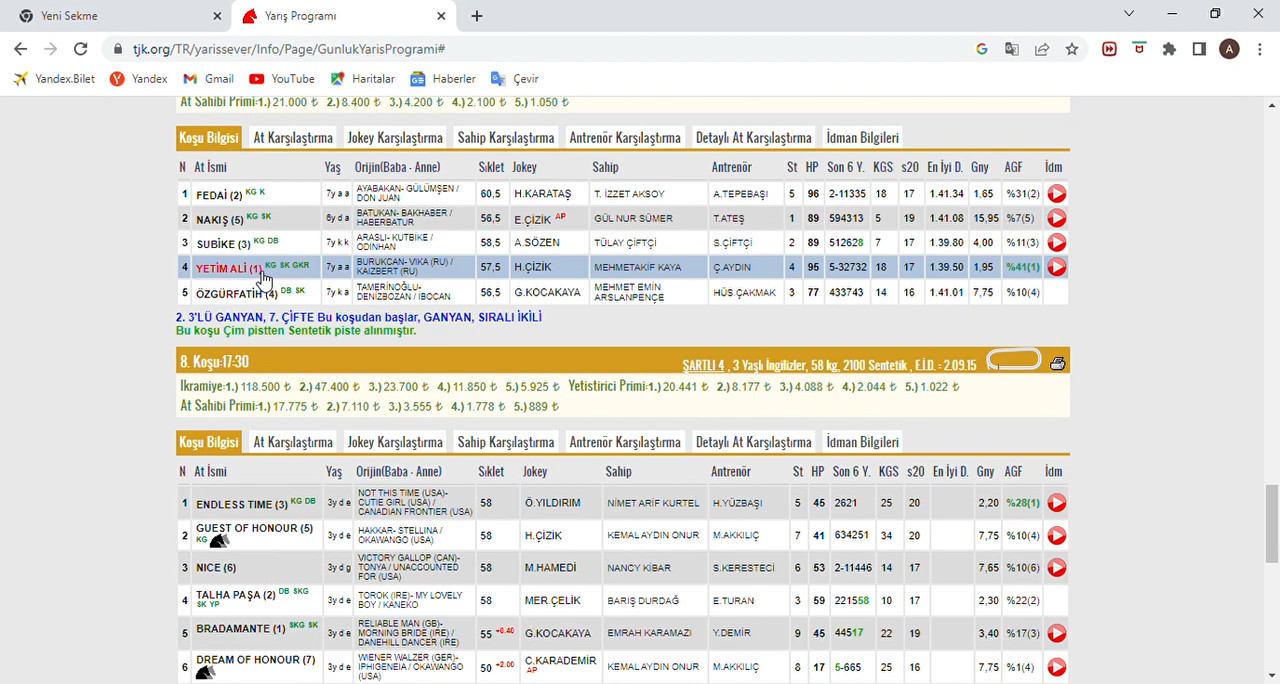 Yeni Sekme
Yarış Programı
tjk.org/TR/yarissever/Info/Page/GunlukYarisProgrami#
A
Yandex.Bilet Yandex Gmail YouTube Haritalar Haberler Çevir
At Sahibi Primi:1.) 21.000 ₺ 2.) 8.400 ₺ 3.) 4.200 ₺ 4.) 2.100 ₺ 5.) 1.050 ₺
Koşu Bilgisi At Karşılaştırma Jokey Karşılaştırma Sahip Karşılaştırma Antrenör Karşılaştırma Detaylı At Karşılaştırma İdman Bilgileri
N At İsmi Yaş Orijin(Baba - Anne) Sıklet Jokey Sahip Antrenör St HP Son 6 Y. KGS s20 En İyi D. Gny AGF İdm
1 FEDAİ (2) KG K 7y a a AYABAKAN- GÜLÜMŞEN / DON JUAN 60,5 H.KARATAŞ T. İZZET AKSOY A.TEPEBAŞI 5 96 2-11335 18 17 1.41.34 1,65 %31(2)
2 NAKIŞ (5) KG SK 6y d a BATUKAN- BAKHABER / HABERBATUR 56,5 E.ÇİZİK AP GÜL NUR SÜMER T.ATEŞ 1 89 594313 5 19 1.41.08 15,95 %7(5)
3 SUBİKE (3) KG DB 7y k k ARASLI- KUTBİKE / ODİNHAN 58,5 A.SÖZEN TÜLAY ÇİFTÇİ S.ÇİFTÇİ 2 89 512628 7 17 1.39.80 4,00 %11(3)
4 YETİM ALİ (1) KG SK GKR 7y a a BURUKCAN- VIKA (RU) / KAIZBERT (RU) 57,5 H.ÇİZİK MEHMETAKİF KAYA Ç.AYDIN 4 95 5-32732 18 17 1.39.50 1,95 %41(1)
5 ÖZGÜRFATİH (4) DB SK 7y k a TAMERİNOĞLU- DENİZBOZAN / İBOCAN 56,5 G.KOCAKAYA MEHMET EMİN ARSLANPENÇE HÜS.ÇAKMAK 3 77 433743 14 16 1.41.01 7,75 %10(4)
2. 3'LÜ GANYAN, 7. ÇİFTE Bu koşudan başlar, GANYAN, SIRALI İKİLİ
Bu koşu Çim pistten Sentetik piste alınmıştır.
8. Koşu:17:30 ŞARTLI 4 , 3 Yaşlı İngilizler, 58 kg, 2100 Sentetik , E.İ.D. : 2.09.15
Ikramiye:1.) 118.500 ₺ 2.) 47.400 ₺ 3.) 23.700 ₺ 4.) 11.850 ₺ 5.) 5.925 ₺ Yetistirici Primi:1.) 20.441 ₺ 2.) 8.177 ₺ 3.) 4.088 ₺ 4.) 2.044 ₺ 5.) 1.022 ₺
At Sahibi Primi:1.) 17.775 ₺ 2.) 7.110 ₺ 3.) 3.555 ₺ 4.) 1.778 ₺ 5.) 889 ₺
Koşu Bilgisi At Karşılaştırma Jokey Karşılaştırma Sahip Karşılaştırma Antrenör Karşılaştırma Detaylı At Karşılaştırma İdman Bilgileri
N At İsmi Yaş Orijin(Baba - Anne) Sıklet Jokey Sahip Antrenör St HP Son 6 Y. KGS s20 En İyi D. Gny AGF İdm
1 ENDLESS TIME (3) KG DB 3y d e NOT THIS TIME (USA)- CUTIE GIRL (USA) / CANADIAN FRONTIER (USA) 58 Ö.YILDIRIM NİMET ARİF KURTEL H.YÜZBAŞI 5 45 2621 25 20 2,20 %28(1)
2 GUEST OF HONOUR (5) KG 3y d e HAKKAR- STELLINA / OKAWANGO (USA) 58 H.ÇİZİK KEMAL AYDIN ONUR M.AKKILIÇ 7 41 634251 34 20 7,75 %10(4)
3 NICE (6) 3y d g VICTORY GALLOP (CAN)- TONYA / UNACCOUNTED FOR (USA) 58 M.HAMEDİ NANCY KİBAR S.KERESTECİ 6 53 2-11446 14 17 7,65 %10(6)
4 TALHA PAŞA (2) DB SKG SK YP 3y d e TOROK (IRE)- MY LOVELY BOY / KANEKO 58 MER.ÇELİK BARIŞ DURDAĞ E.TURAN 3 59 221558 10 17 2,30 %22(2)
5 BRADAMANTE (1) SKG SK 3y d e RELIABLE MAN (GB)- MORNING BRIDE (IRE) / DANEHILL DANCER (IRE) 55 +0.40 G.KOCAKAYA EMRAH KARAMAZI Y.DEMİR 9 45 44517 22 19 3,40 %17(3)
6 DREAM OF HONOUR (7) 3y d e WIENER WALZER (GER)- IPHIGENEIA / OKAWANGO (USA) 50 +2.00 C.KARADEMİR AP KEMAL AYDIN ONUR M.AKKILIÇ 8 17 5-665 25 16 7,75 %1(4)